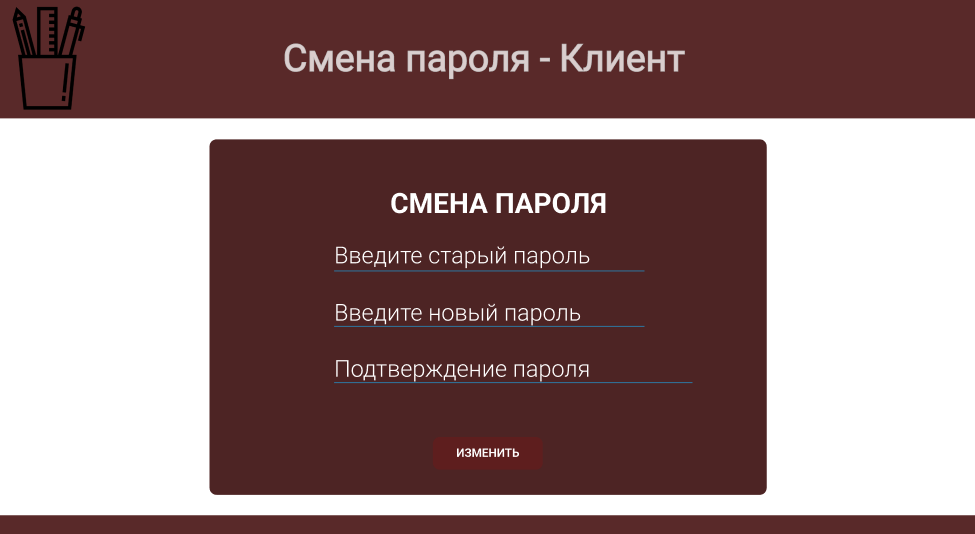 Смена пароля - Клиент
СМЕНА ПАРОЛЯ
Введите старый пароль
Введите новый пароль
Подтверждение пароля
ИЗМЕНИТЬ